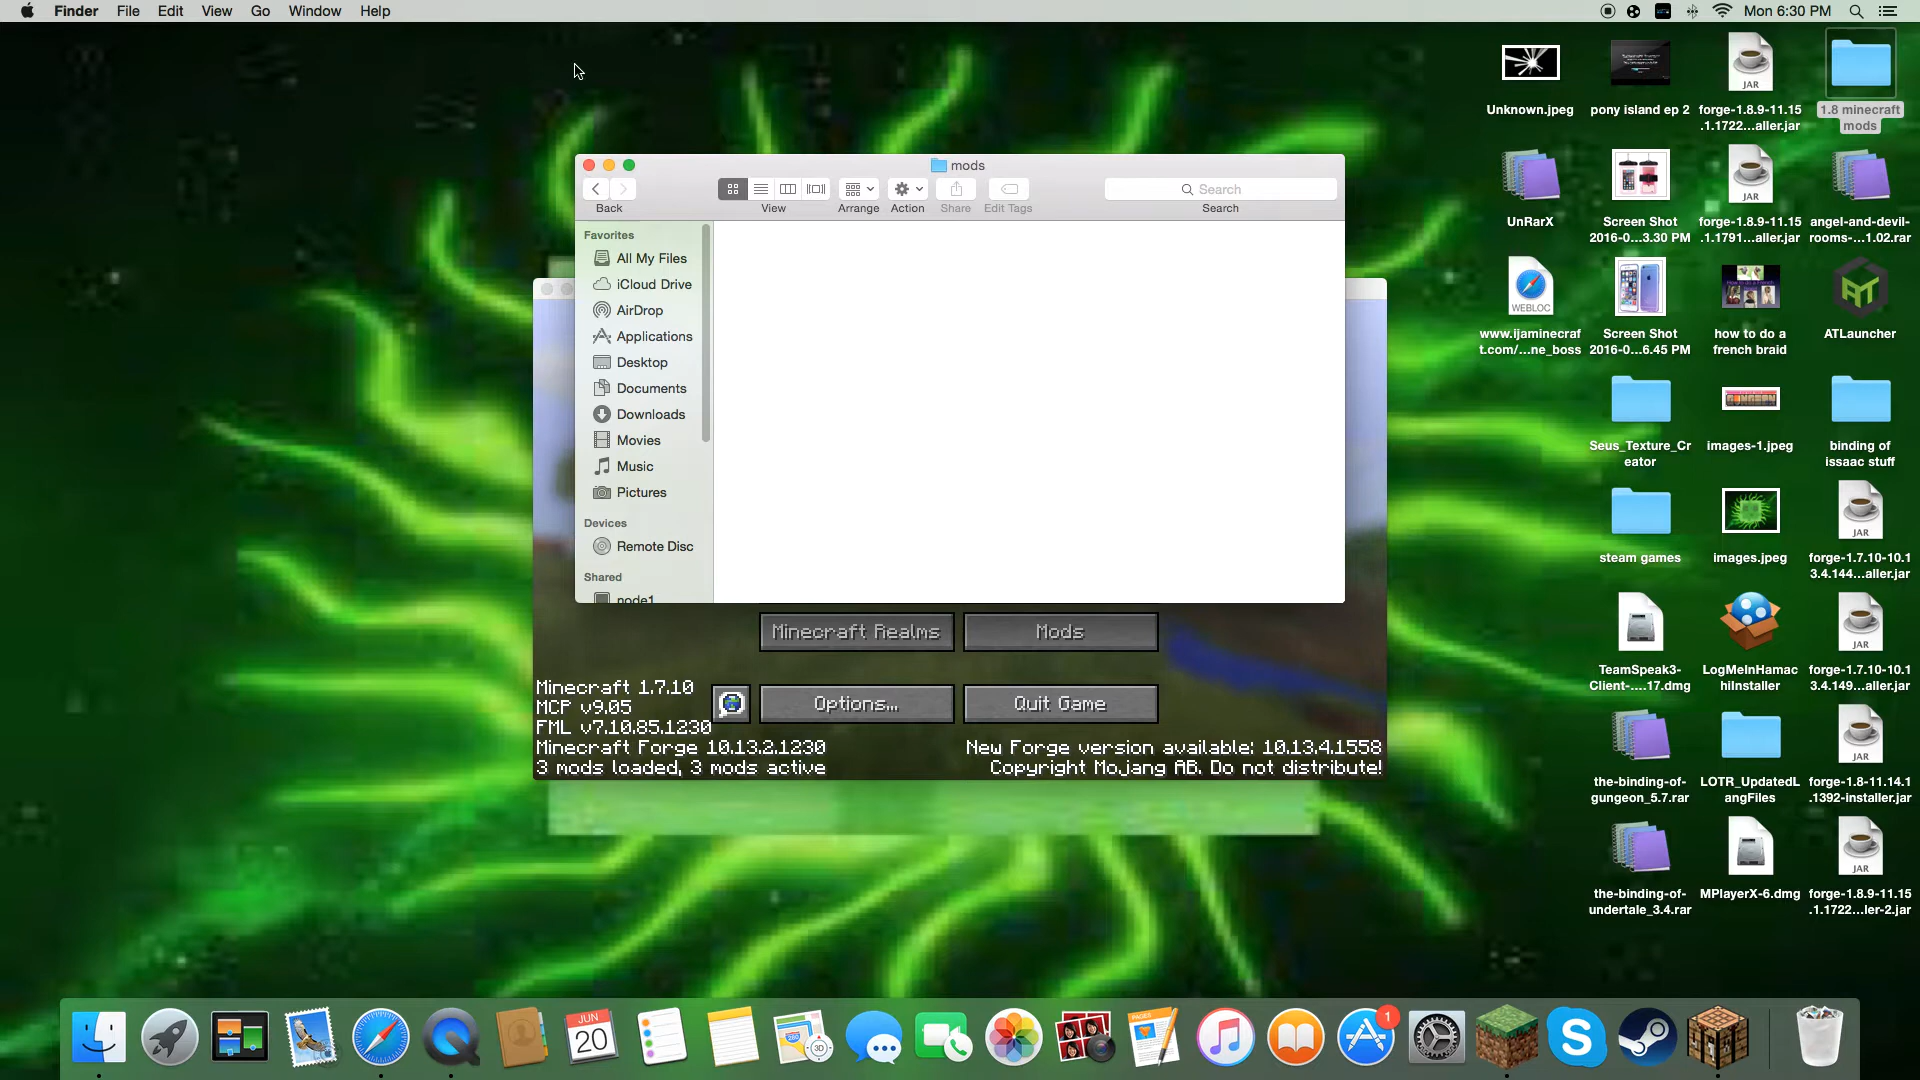 Finder File Edit View Go Window Help
Mon 6:30 PM
mods
Search
Back
View
Arrange
Action
Share
Edit Tags
Search
Favorites
All My Files
iCloud Drive
AirDrop
Applications
Desktop
Documents
Downloads
Movies
Music
Pictures
Devices
Remote Disc
Shared
node1
Minecraft Realms
Mods
Options...
Quit Game
Minecraft 1.7.10
MCP v9.05
FML v7.10.85.1230
Minecraft Forge 10.13.2.1230
3 mods loaded, 3 mods active
New Forge version available: 10.13.4.1558
Copyright Mojang AB. Do not distribute!
Unknown.jpeg
pony island ep 2
JAR
forge-1.8.9-11.15
.1.1722...aller.jar
1.8 minecraft
mods
UnRarX
Screen Shot
2016-0...3.30 PM
JAR
forge-1.8.9-11.15
.1.1791...aller.jar
angel-and-devil-
rooms-...1.02.rar
WEBLOC
www.ijaminecraf
t.com/...ne_boss
Screen Shot
2016-0...6.45 PM
how to do a
french braid
ATLauncher
Seus_Texture_Cr
eator
images-1.jpeg
binding of
issaac stuff
steam games
images.jpeg
JAR
forge-1.7.10-10.1
3.4.144...aller.jar
TeamSpeak3-
Client-....17.dmg
LogMeInHamac
hiInstaller
JAR
forge-1.7.10-10.1
3.4.149...aller.jar
the-binding-of-
gungeon_5.7.rar
LOTR_UpdatedL
angFiles
JAR
forge-1.8-11.14.1
.1392-installer.jar
the-binding-of-
undertale_3.4.rar
MPlayerX-6.dmg
JAR
forge-1.8.9-11.15
.1.1722...ler-2.jar
JUN
20
280
3D
PAGES
1